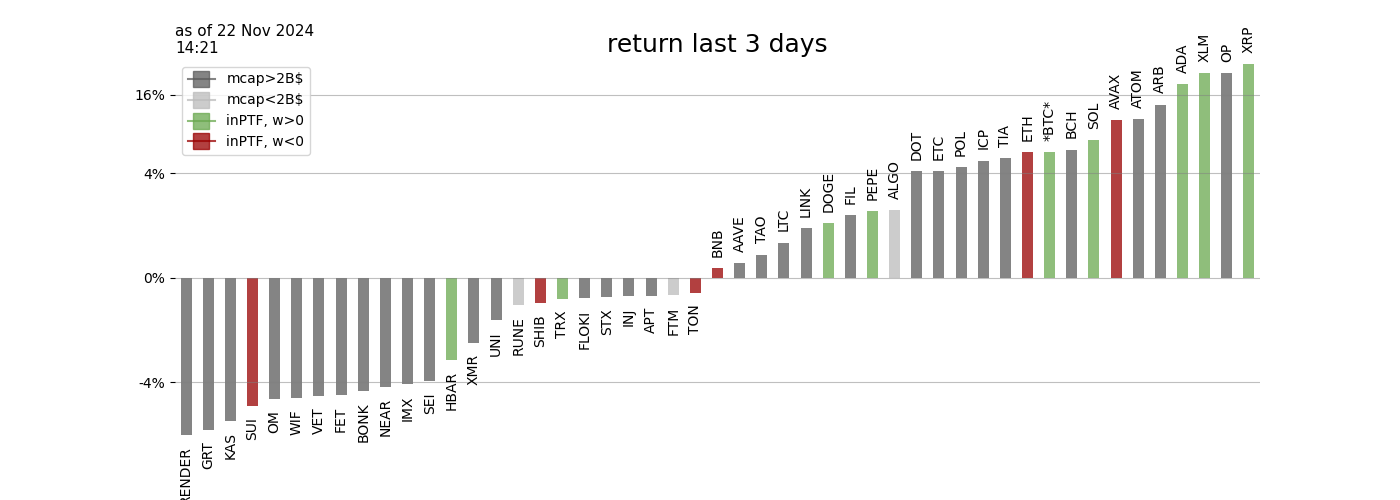 as of 22 Nov 2024
14:21
return last 3 days
mcap>2B$
mcap<2B$
inPTF, w>0
inPTF, w<0
16%
4%
0%
-4%
RENDER
GRT
KAS
SUI
OM
WIF
VET
FET
BONK
NEAR
IMX
SEI
HBAR
XMR
UNI
RUNE
SHIB
TRX
FLOKI
STX
INJ
APT
FTM
TON
BNB
AAVE
TAO
LTC
LINK
DOGE
FIL
PEPE
ALGO
DOT
ETC
POL
ICP
TIA
ETH
*BTC*
BCH
SOL
AVAX
ATOM
ARB
ADA
XLM
OP
XRP